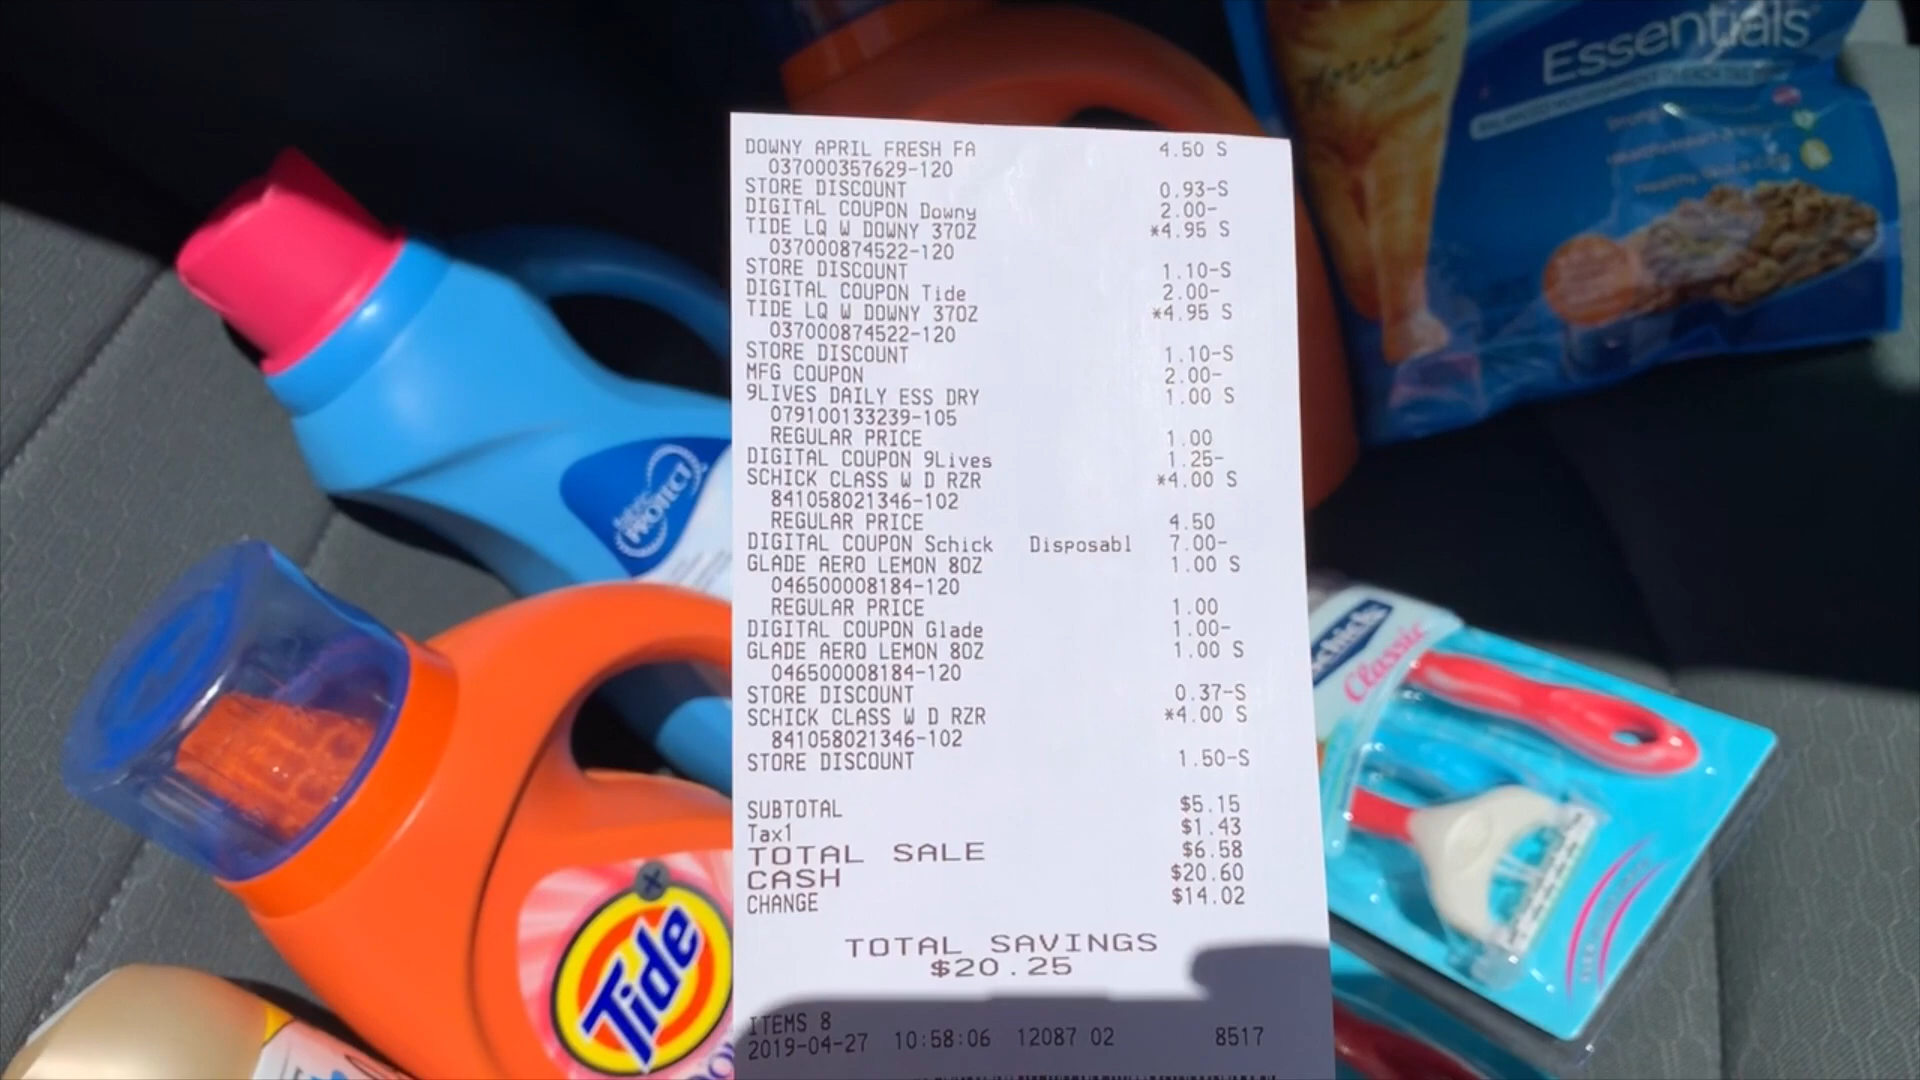 Essentials
DOWNY APRIL FRESH FA 4.50 S
037000357629-120
STORE DISCOUNT 0.93-S
DIGITAL COUPON Downy 2.00-
TIDE LQ W DOWNY 37OZ *4.95 S
037000874522-120
STORE DISCOUNT 1.10-S
DIGITAL COUPON Tide 2.00-
TIDE LQ W DOWNY 37OZ *4.95 S
037000874522-120
STORE DISCOUNT 1.10-S
MFG COUPON 2.00-
9LIVES DAILY ESS DRY 1.00 S
079100133239-105
REGULAR PRICE 1.00
DIGITAL COUPON 9Lives 1.25-
SCHICK CLASS W D RZR *4.00 S
841058021346-102
REGULAR PRICE 4.50
DIGITAL COUPON Schick Disposabl 7.00-
GLADE AERO LEMON 8OZ 1.00 S
046500008184-120
REGULAR PRICE 1.00
DIGITAL COUPON Glade 1.00-
GLADE AERO LEMON 8OZ 1.00 S
046500008184-120
STORE DISCOUNT 0.37-S
SCHICK CLASS W D RZR *4.00 S
841058021346-102
STORE DISCOUNT 1.50-S
SUBTOTAL $5.15
Tax1 $1.43
TOTAL SALE $6.58
CASH $20.60
CHANGE $14.02
TOTAL SAVINGS
$20.25
ITEMS 8
2019-04-27 10:58:06 12087 02 8517
PROTECT
Tide
Schick
Classic